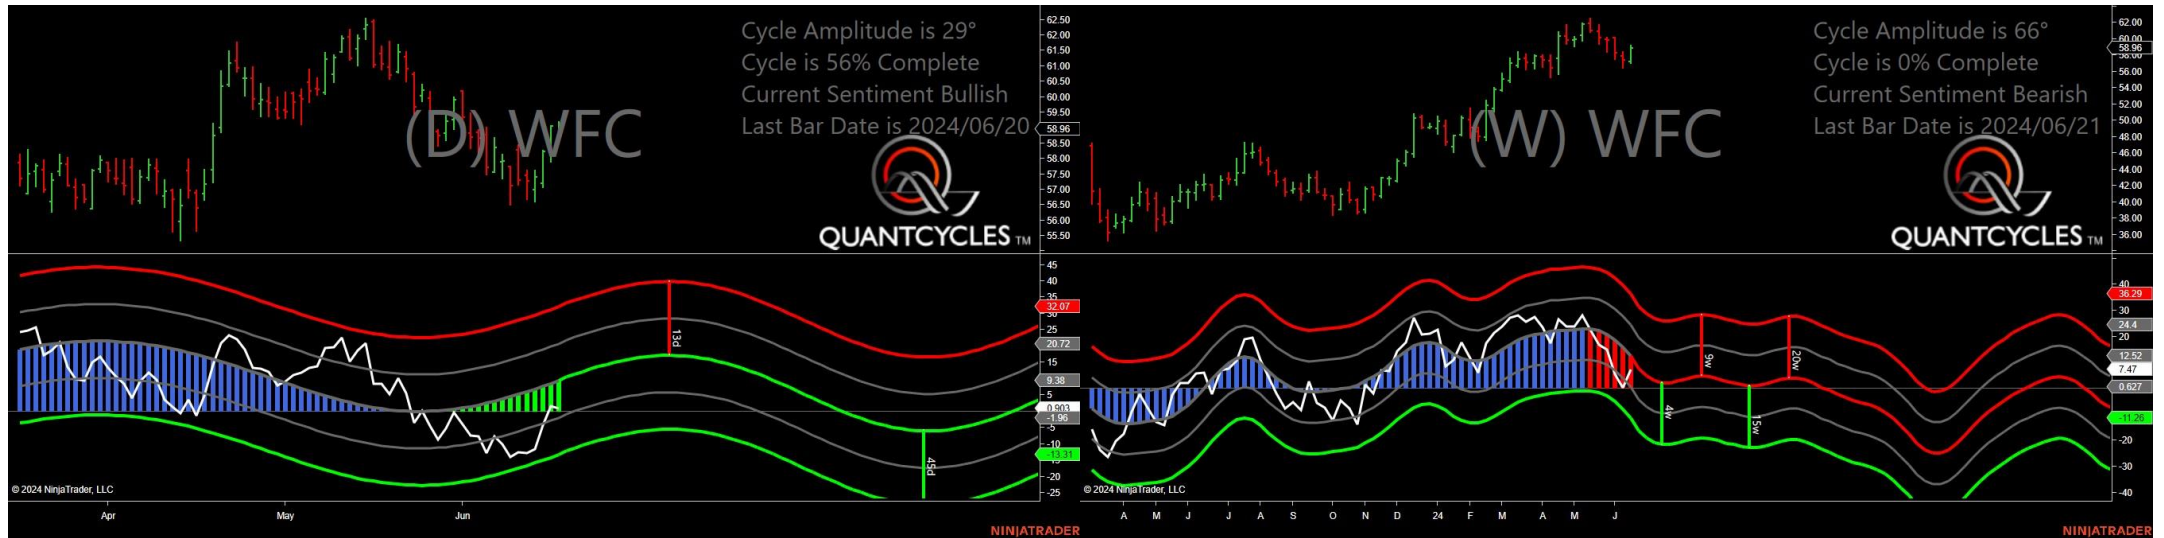 Cycle Amplitude is 29°
Cycle is 56% Complete
Current Sentiment Bullish
Last Bar Date is 2024/06/20
(D) WFC
QUANTCYCLES TM
62.50
62.00
61.50
61.00
60.50
60.00
59.50
58.96
58.50
58.00
57.50
57.00
56.50
56.00
55.50
45
40
35
32.07
30
25
20.72
15
9.38
5
0.903
-1.96
-5
-10
-13.31
-15
-20
-25
13d
45d
© 2024 NinjaTrader, LLC
Apr May Jun
NINJATRADER
Cycle Amplitude is 66°
Cycle is 0% Complete
Current Sentiment Bearish
Last Bar Date is 2024/06/21
(W) WFC
QUANTCYCLES TM
62.00
60.00
58.96
58.00
56.00
54.00
52.00
50.00
48.00
46.00
44.00
42.00
40.00
38.00
36.00
40
36.29
30
24.4
20
12.52
7.47
0.627
-11.26
-20
-30
-40
4w
9w
15w
20w
© 2024 NinjaTrader, LLC
A M J J A S O N D 24 F M A M J
NINJATRADER